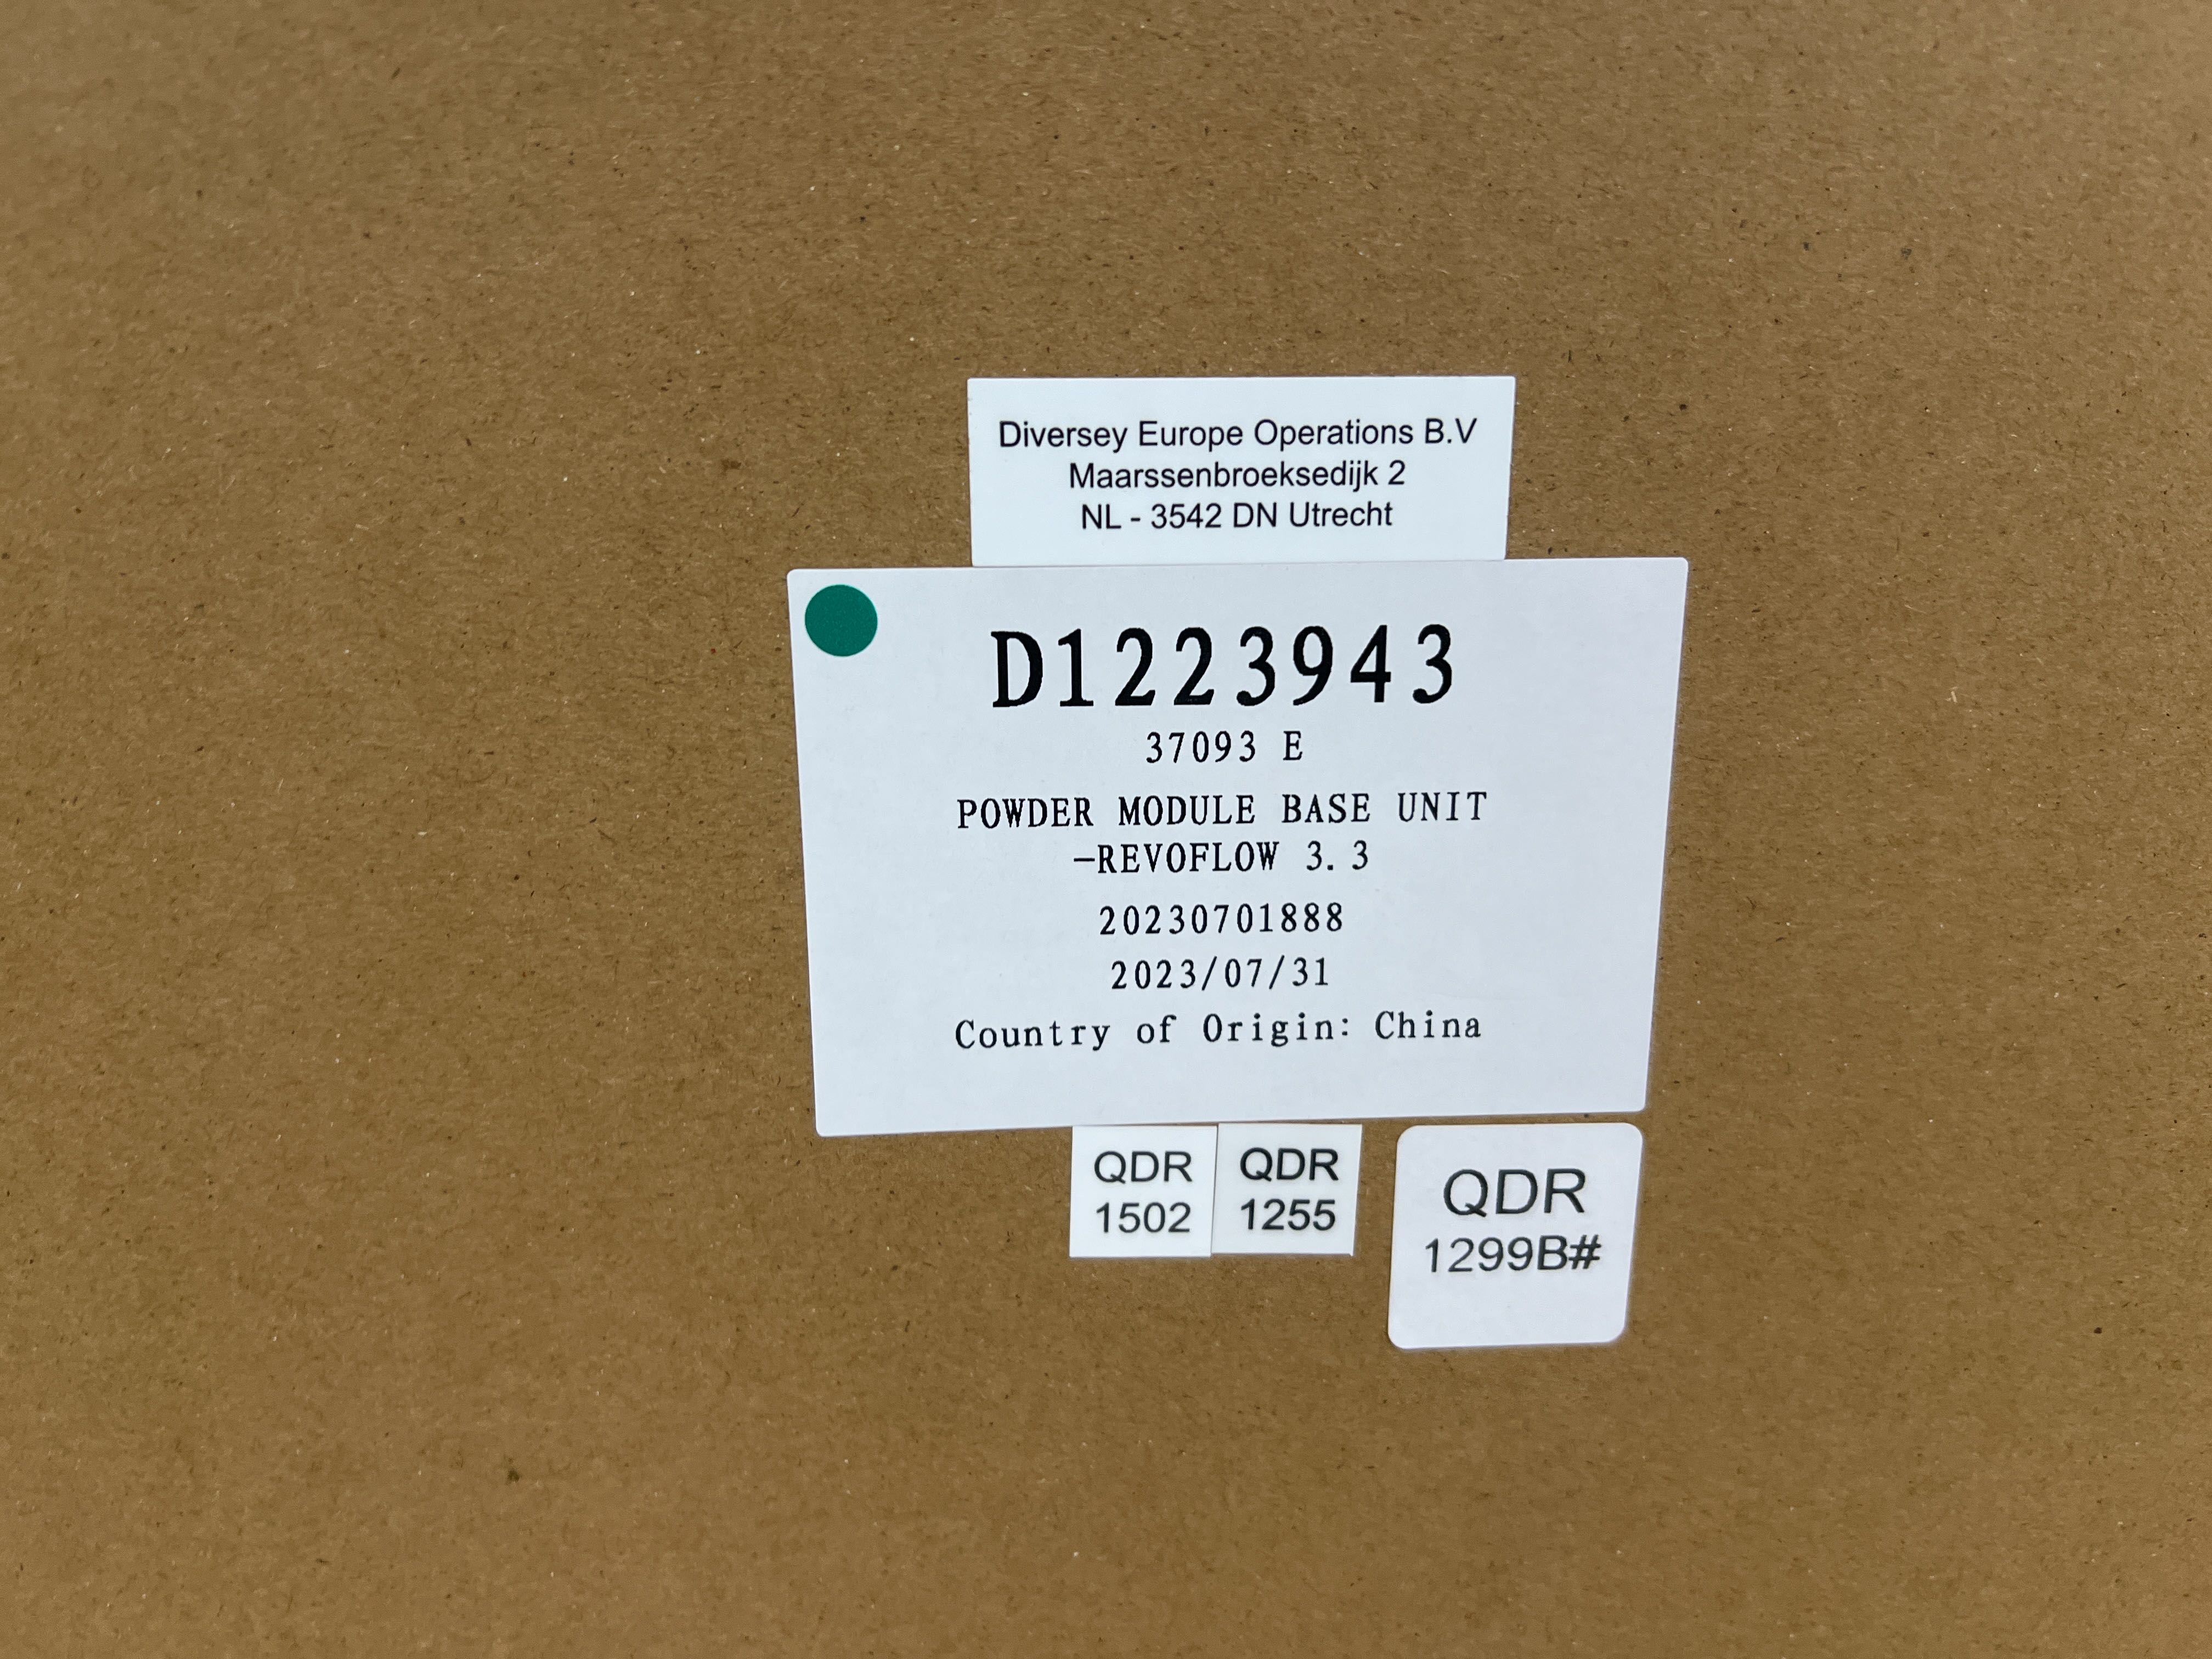 Diversey Europe Operations B.V
Maarssenbroeksedijk 2
NL - 3542 DN Utrecht
D1223943
37093 E
POWDER MODULE BASE UNIT
-REVOFLOW 3.3
20230701888
2023/07/31
Country of Origin: China
QDR
1502
QDR
1255
QDR
1299B#